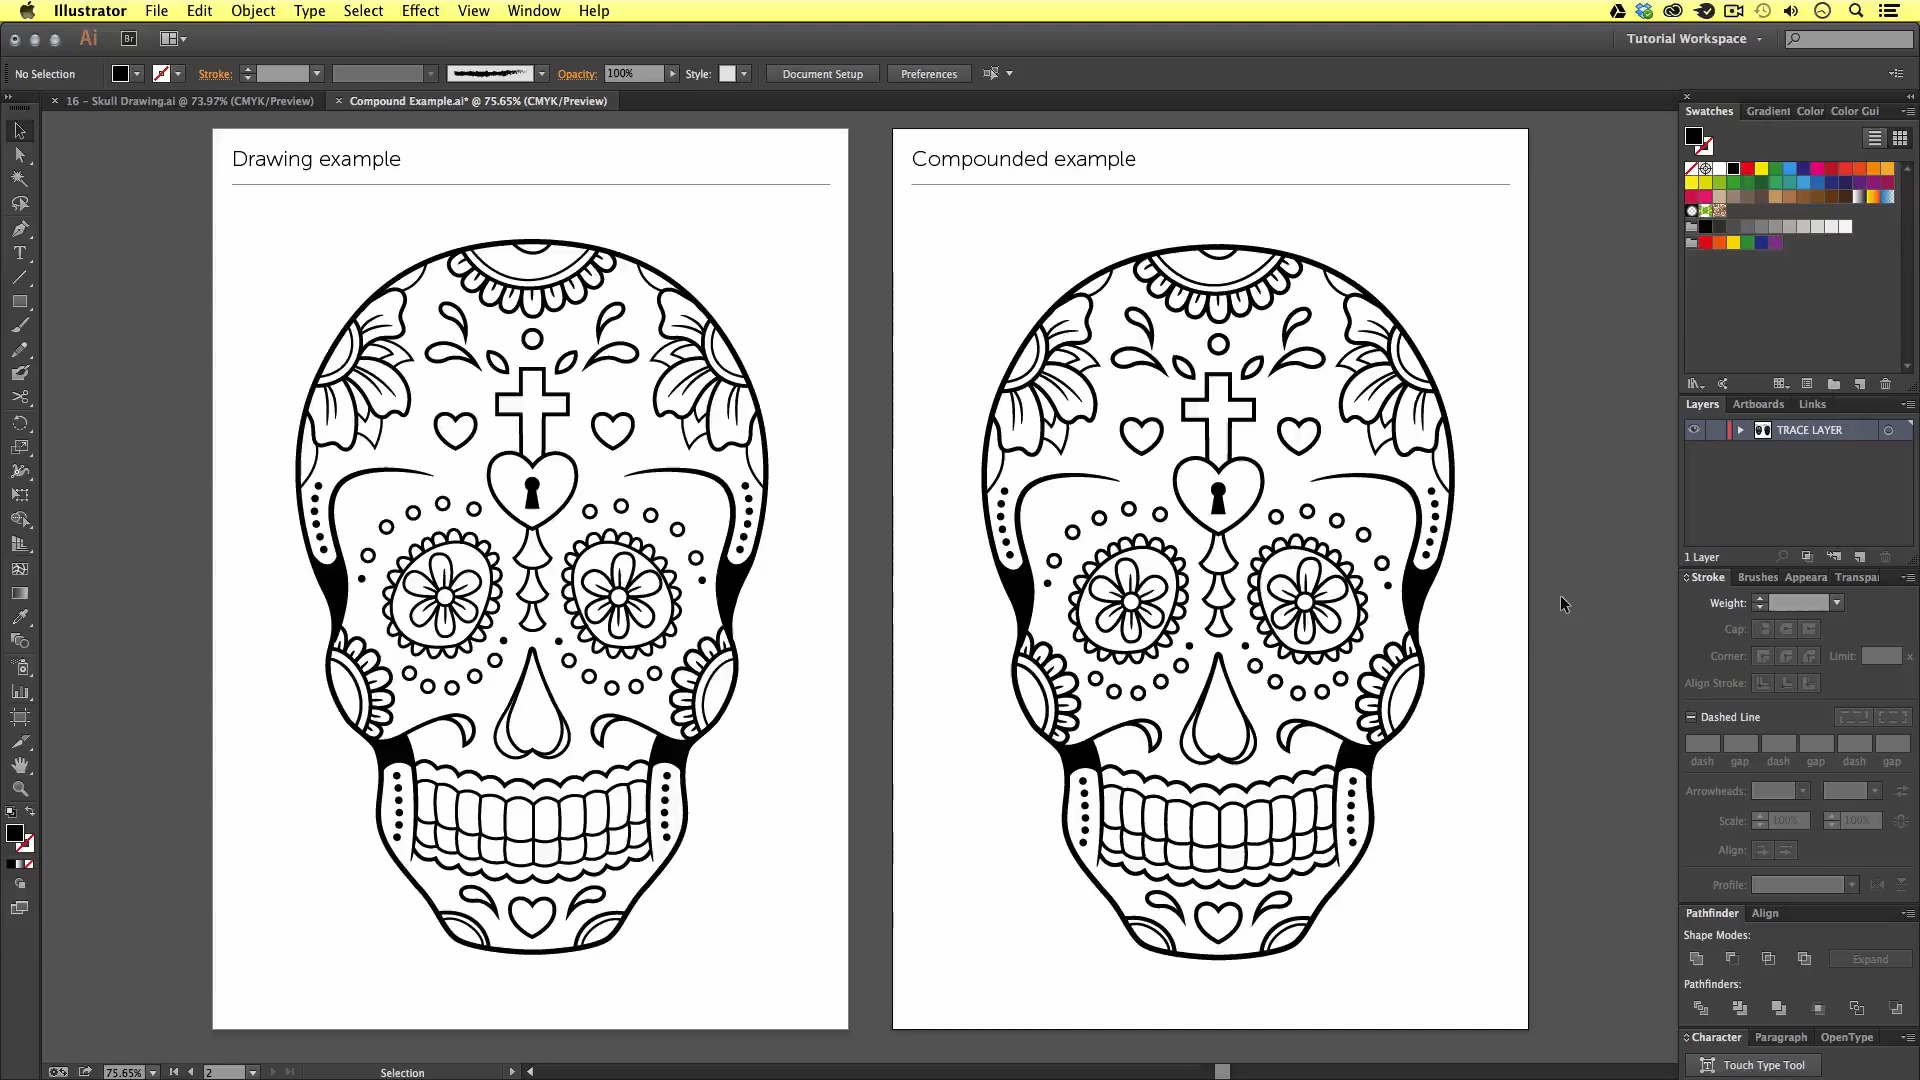 Illustrator File Edit Object Type Select Effect View Window Help
Ai Br Tutorial Workspace
No Selection Stroke: Opacity: 100% Style: Document Setup Preferences
16 - Skull Drawing.ai @ 73.97% (CMYK/Preview) Compound Example.ai* @ 75.65% (CMYK/Preview)
Drawing example
Compounded example
Swatches Gradient Color Color Gui
Layers Artboards Links
TRACE LAYER
1 Layer
Stroke Brushes Appeara Transpa
Weight:
Cap:
Corner: Limit: x
Align Stroke:
Dashed Line
dash gap dash gap dash gap
Arrowheads:
Scale: 100% 100%
Align:
Profile:
Pathfinder Align
Shape Modes:
Expand
Pathfinders:
Character Paragraph OpenType
Touch Type Tool
75.65% 2 Selection